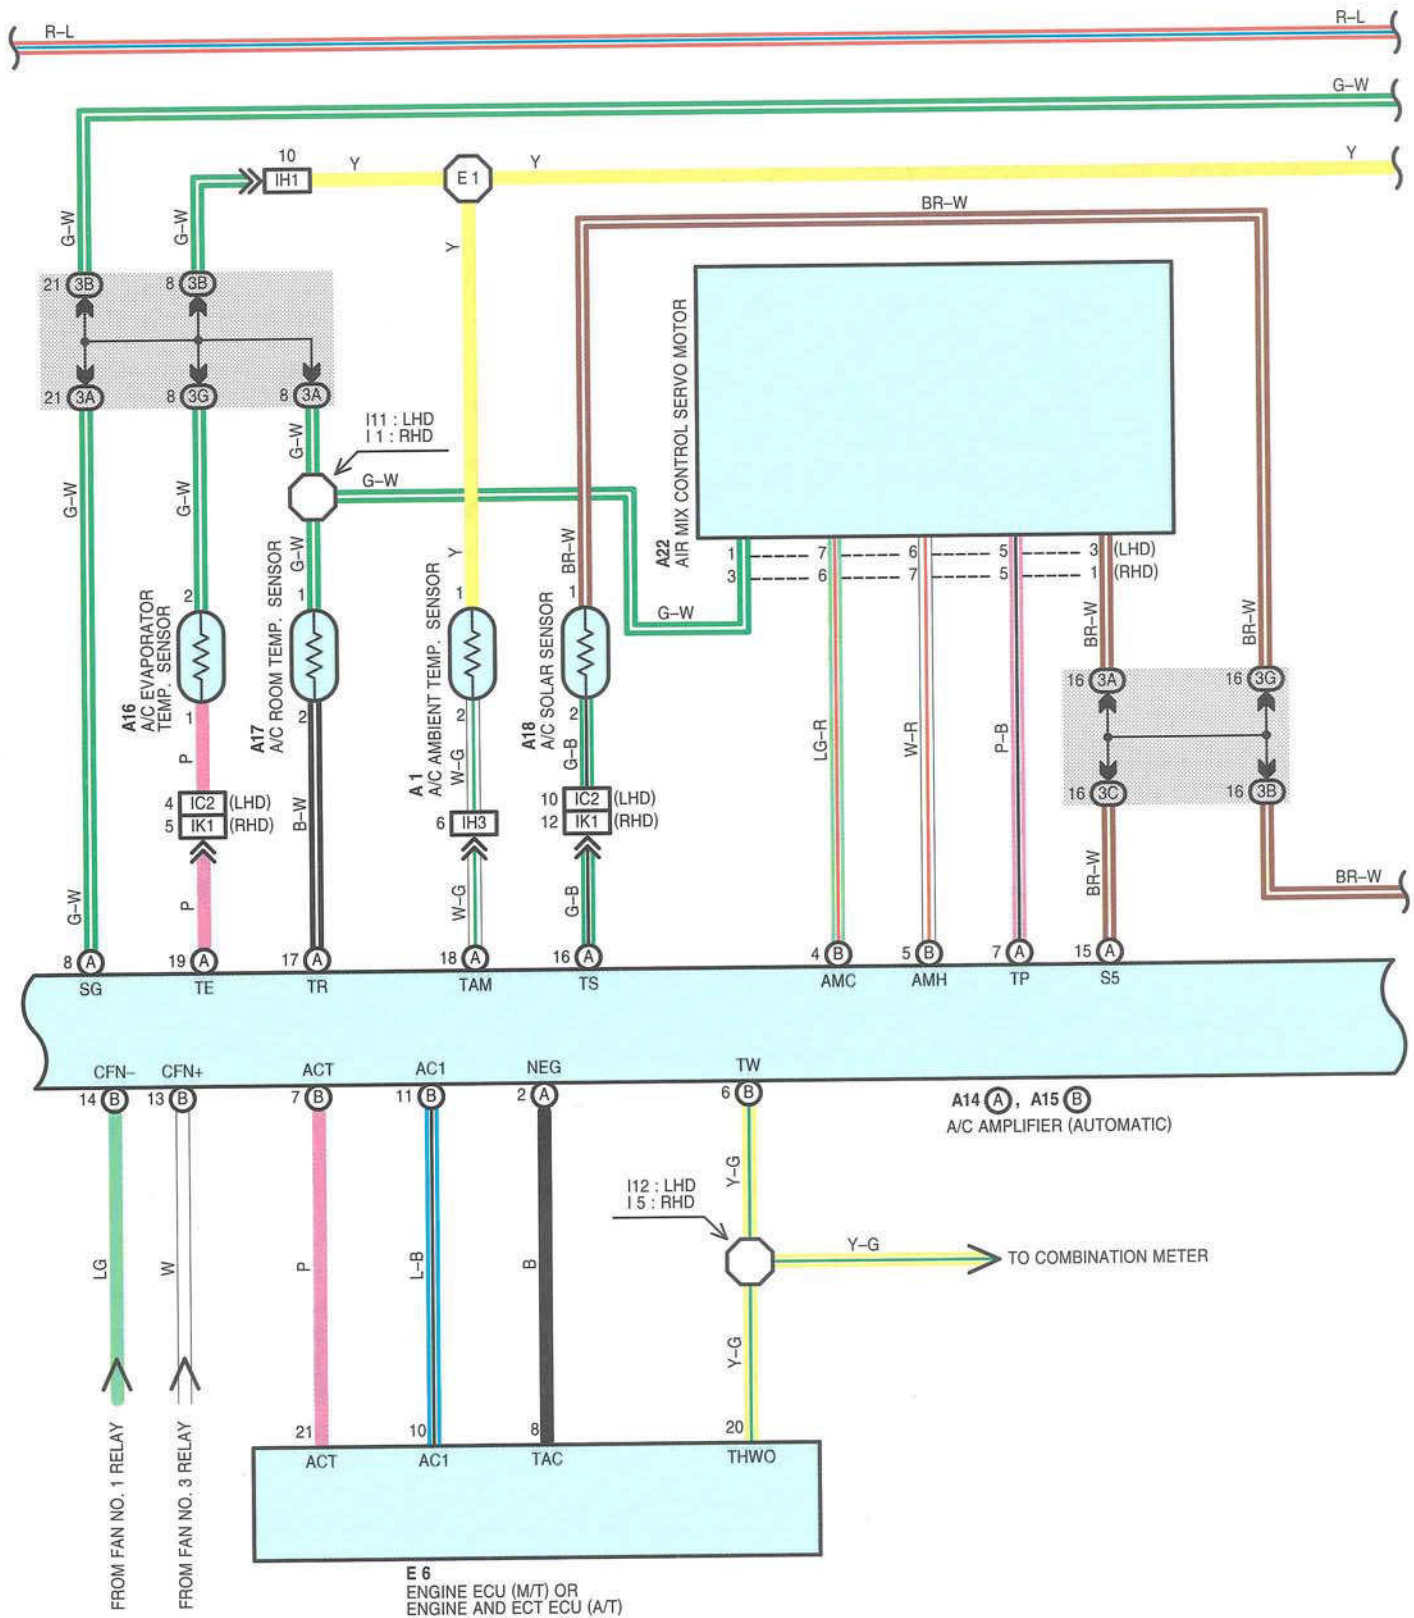 R–L R–L
G–W
10
IH1 Y E 1 Y Y
G–W G–W Y BR–W
21 3B 8 3B
21 3A 8 3G 8 3A
I11 : LHD
I 1 : RHD
G–W
G–W G–W G–W G–W Y BR–W
A22
AIR MIX CONTROL SERVO MOTOR
1 7 6 5 3 (LHD)
3 6 7 5 1 (RHD)
G–W
2 1 1 1
A16
A/C EVAPORATOR
TEMP. SENSOR
A17
A/C ROOM TEMP. SENSOR
A 1
A/C AMBIENT TEMP. SENSOR
A18
A/C SOLAR SENSOR
1 2 2 2
BR–W BR–W
16 3A 16 3G
16 3C 16 3B
P B–W W–G G–B LG–R W–R P–B
4 IC2 (LHD)
5 IK1 (RHD)
6 IH3
10 IC2 (LHD)
12 IK1 (RHD)
G–W P W–G G–B BR–W BR–W
8 A 19 A 17 A 18 A 16 A 4 B 5 B 7 A 15 A
SG TE TR TAM TS AMC AMH TP S5
CFN– CFN+ ACT AC1 NEG TW
14 B 13 B 7 B 11 B 2 A 6 B
A14 A , A15 B
A/C AMPLIFIER (AUTOMATIC)
Y–G
I12 : LHD
I 5 : RHD
LG W P L–B B
Y–G TO COMBINATION METER
Y–G
FROM FAN NO. 1 RELAY
FROM FAN NO. 3 RELAY
21 10 8 20
ACT AC1 TAC THWO
E 6
ENGINE ECU (M/T) OR
ENGINE AND ECT ECU (A/T)